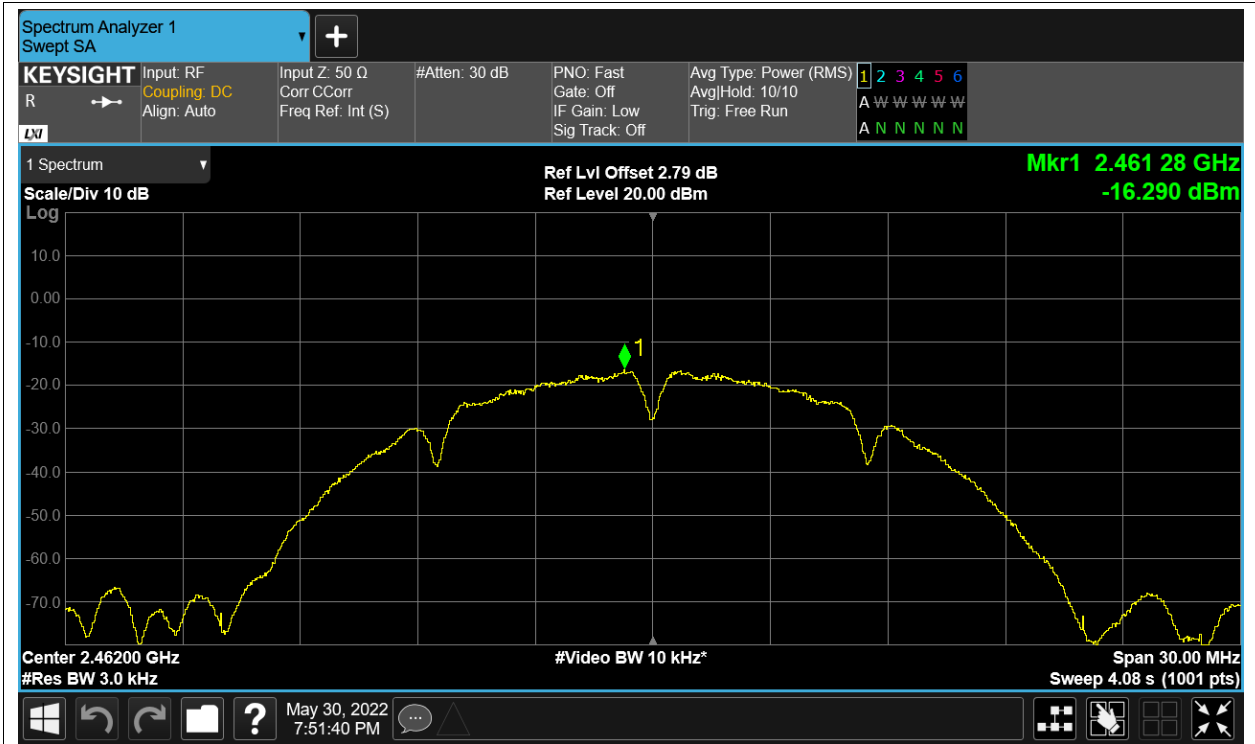 Spectrum Analyzer 1
Swept SA
KEYSIGHT
R
LXI
Input: RF
Coupling: DC
Align: Auto
Input Z: 50 Ω
Corr CCorr
Freq Ref: Int (S)
#Atten: 30 dB
PNO: Fast
Gate: Off
IF Gain: Low
Sig Track: Off
Avg Type: Power (RMS)
Avg|Hold: 10/10
Trig: Free Run
1 2 3 4 5 6
A W W W W W
A N N N N N
1 Spectrum
Scale/Div 10 dB
Log
Ref Lvl Offset 2.79 dB
Ref Level 20.00 dBm
Mkr1 2.461 28 GHz
-16.290 dBm
10.0
0.00
-10.0
1
-20.0
-30.0
-40.0
-50.0
-60.0
-70.0
Center 2.46200 GHz
#Res BW 3.0 kHz
#Video BW 10 kHz*
Span 30.00 MHz
Sweep 4.08 s (1001 pts)
?
May 30, 2022
7:51:40 PM